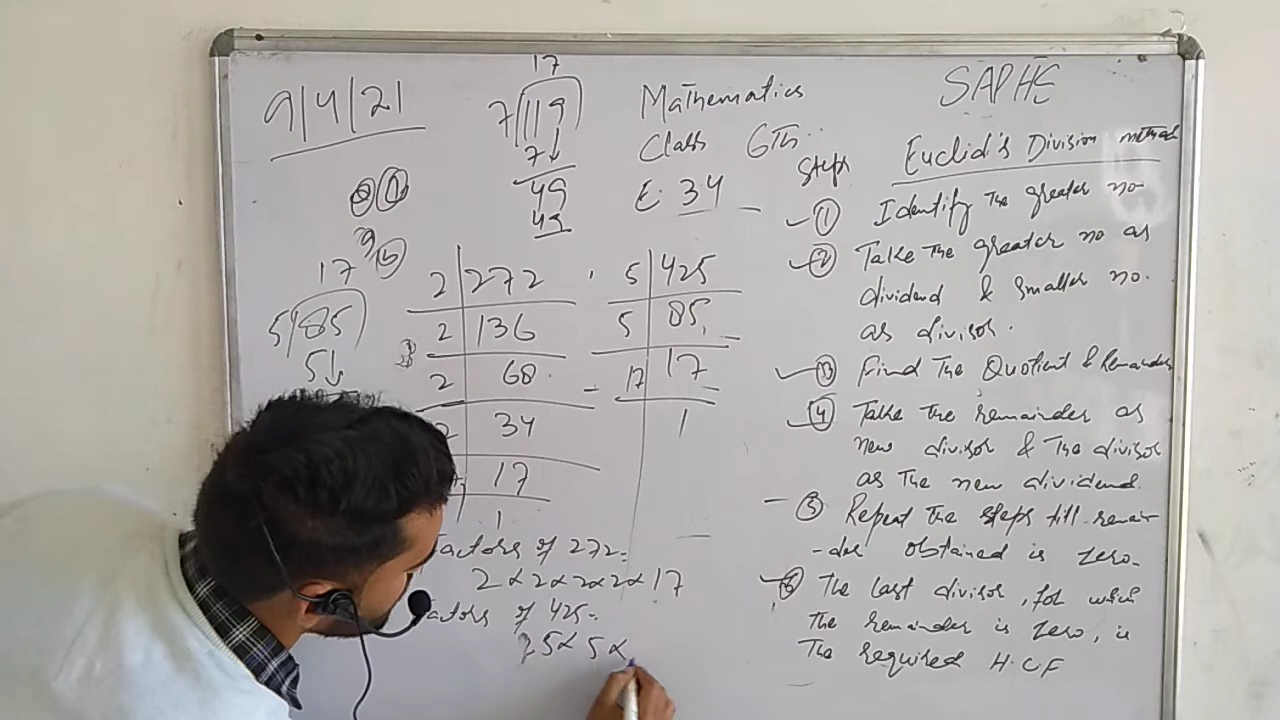 9/4/21
17
7 119
7↓
49
49
Mathematics
Class 6Th
E: 34
SAPHE
17
5 85
5↓
2 272
2 136
2 68
2 34
17
1
5 425
5 85
17 17
1
Factors of 272 =
2 × 2 × 2 × 2 × 17
Factors of 425 =
5 × 5 ×
Steps Euclid's Division method
① Identify The greater no
② Take The greater no as
dividend & smaller no.
as divisor.
③ Find The Quotient & Remainder
④ Take The remainder as
new divisor & The divisor
as The new dividend.
⑤ Repeat The steps till remain
-der obtained is zero.
⑥ The last divisor, for which
The remainder is zero, is
The required H.C.F